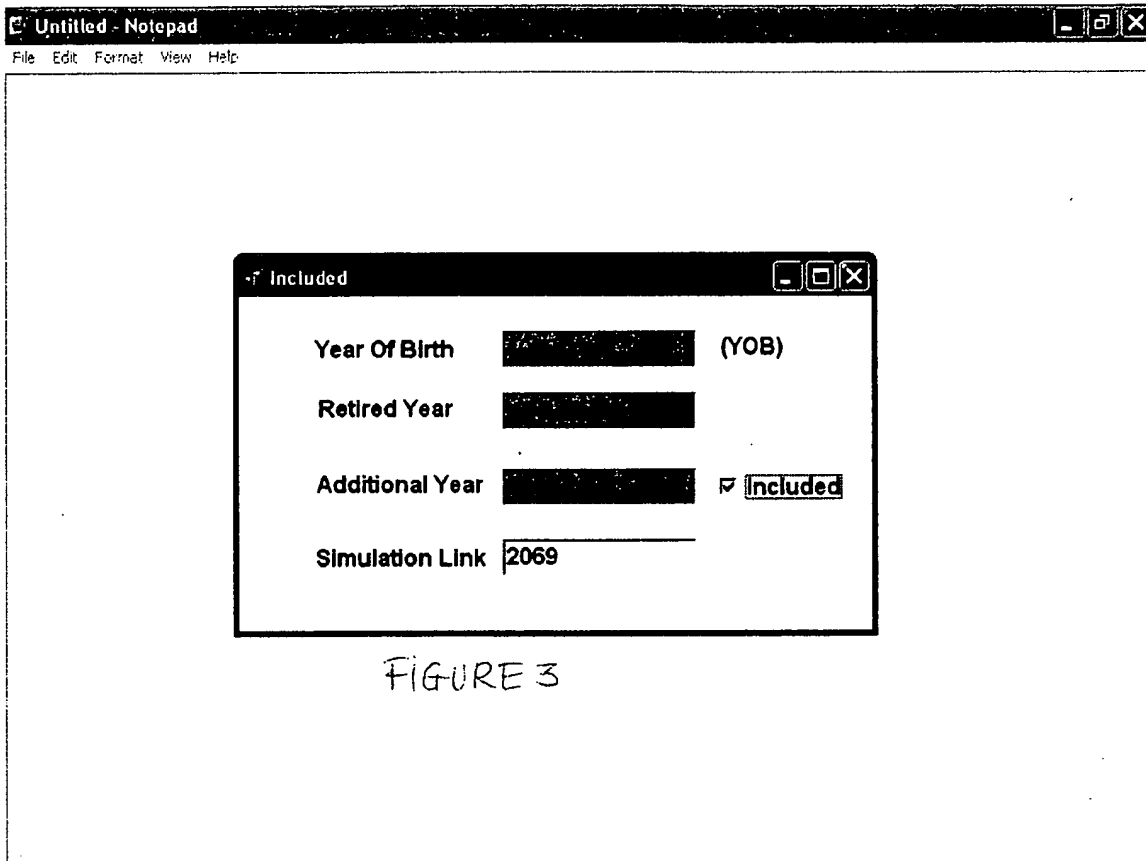 Untitled - Notepad
File Edit Format View Help
Included
Year Of Birth (YOB)
Retired Year
Additional Year Included
Simulation Link 2069
FIGURE 3